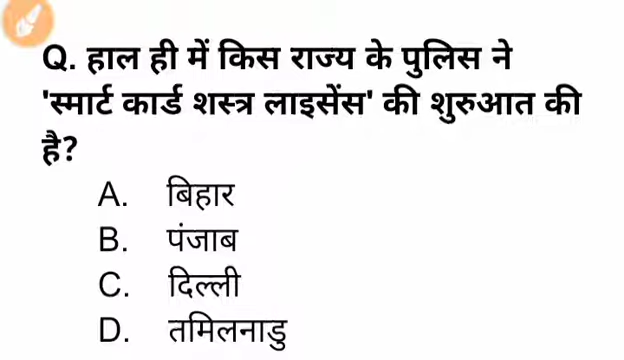 Q. हाल ही में किस राज्य के पुलिस ने
'स्मार्ट कार्ड शस्त्र लाइसेंस' की शुरुआत की
है?
A. बिहार
B. पंजाब
C. दिल्ली
D. तमिलनाडु